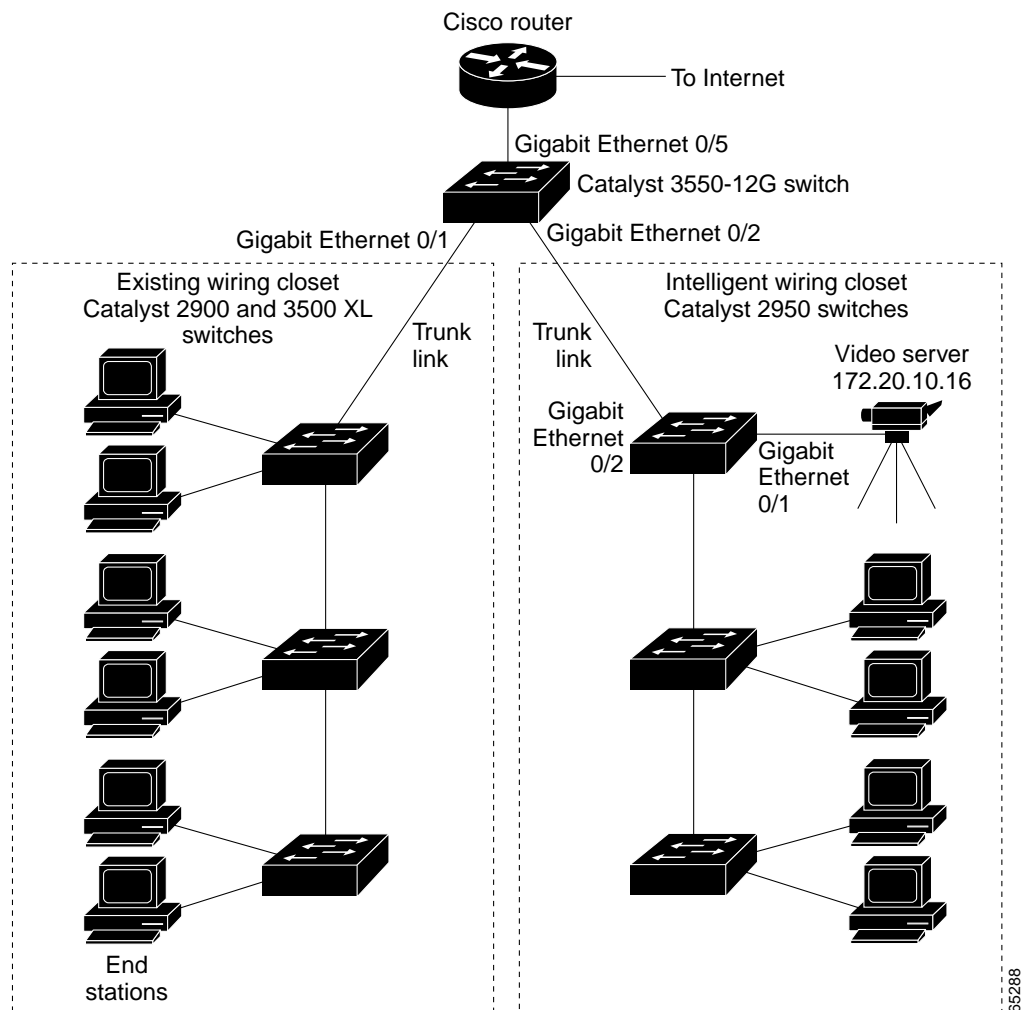 Cisco router
To Internet
Gigabit Ethernet 0/5
Catalyst 3550-12G switch
Gigabit Ethernet 0/1
Gigabit Ethernet 0/2
Existing wiring closet
Catalyst 2900 and 3500 XL
switches
Trunk
link
Intelligent wiring closet
Catalyst 2950 switches
Trunk
link
Video server
172.20.10.16
Gigabit
Ethernet
0/2
Gigabit
Ethernet
0/1
End
stations
65288